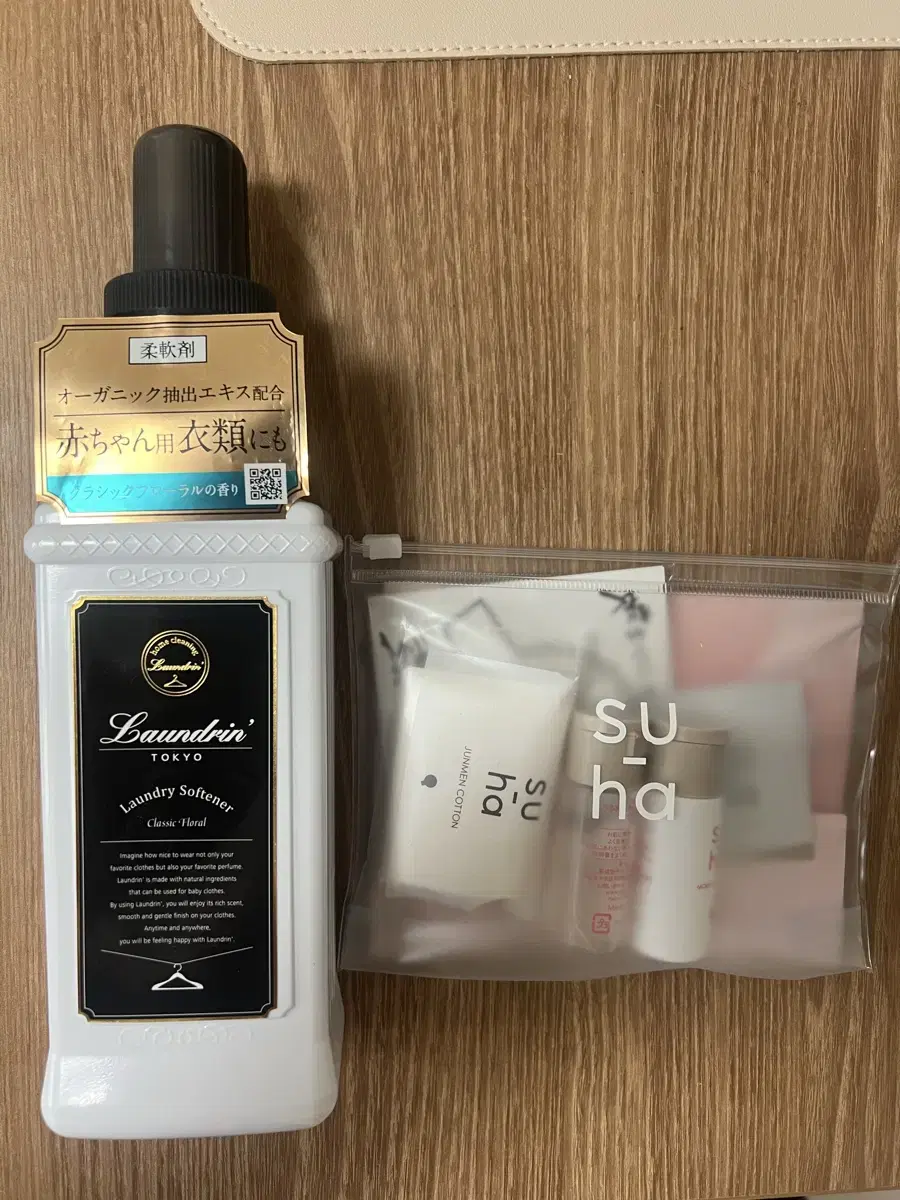 柔軟剤
オーガニック抽出エキス配合
赤ちゃん用衣類にも
クラシックフローラルの香り
home cleaning
Laundrin'
Laundrin'
TOKYO
Laundry Softener
Classic Floral
Imagine how nice to wear not only your
favorite clothes but also your favorite perfume.
Laundrin' is made with natural ingredients
that can be used for baby clothes.
By using Laundrin', you will enjoy its rich scent,
smooth and gentle finish on your clothes.
Anytime and anywhere,
you will be feeling happy with Laundrin'.
su
ha
su
ha
JUNMEN COTTON